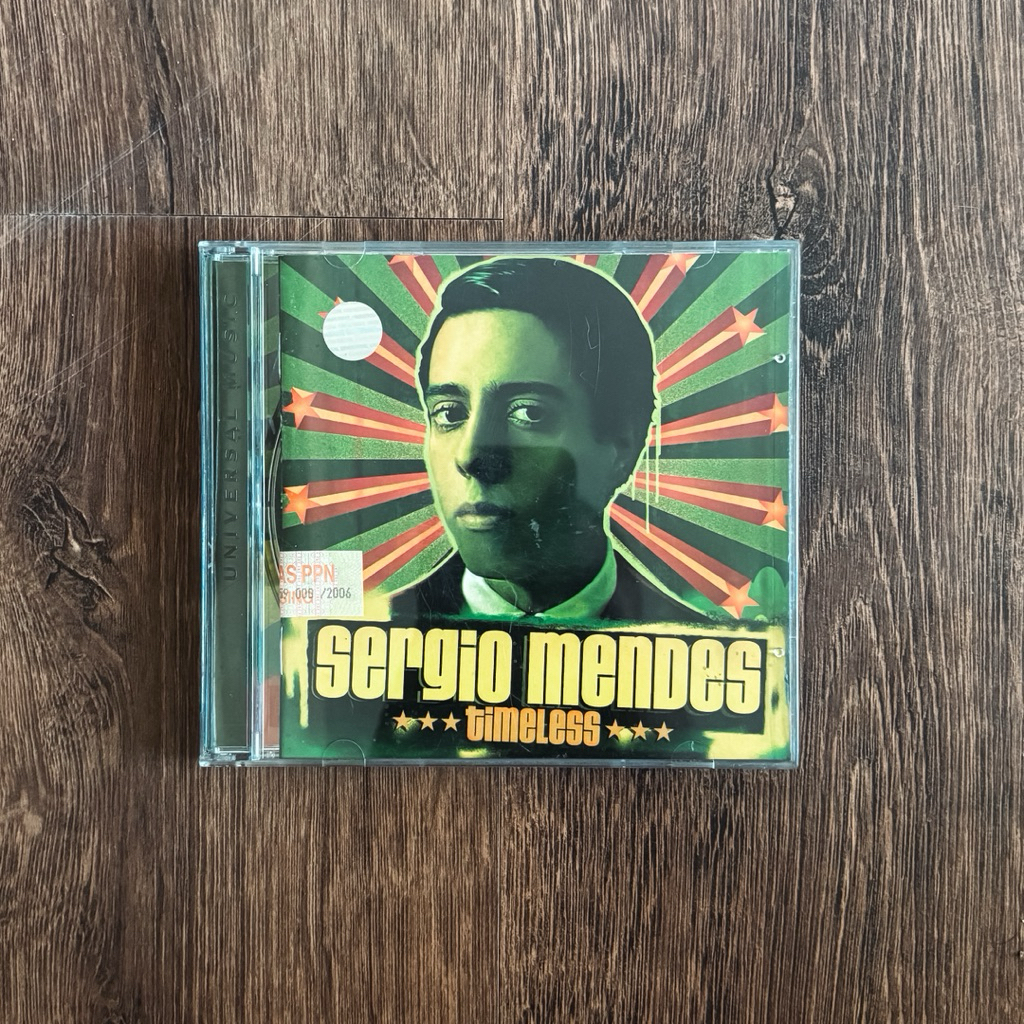 UNIVERSAL MUSIC
AS PPN
/2006
SERGIO MENDES
TIMELESS